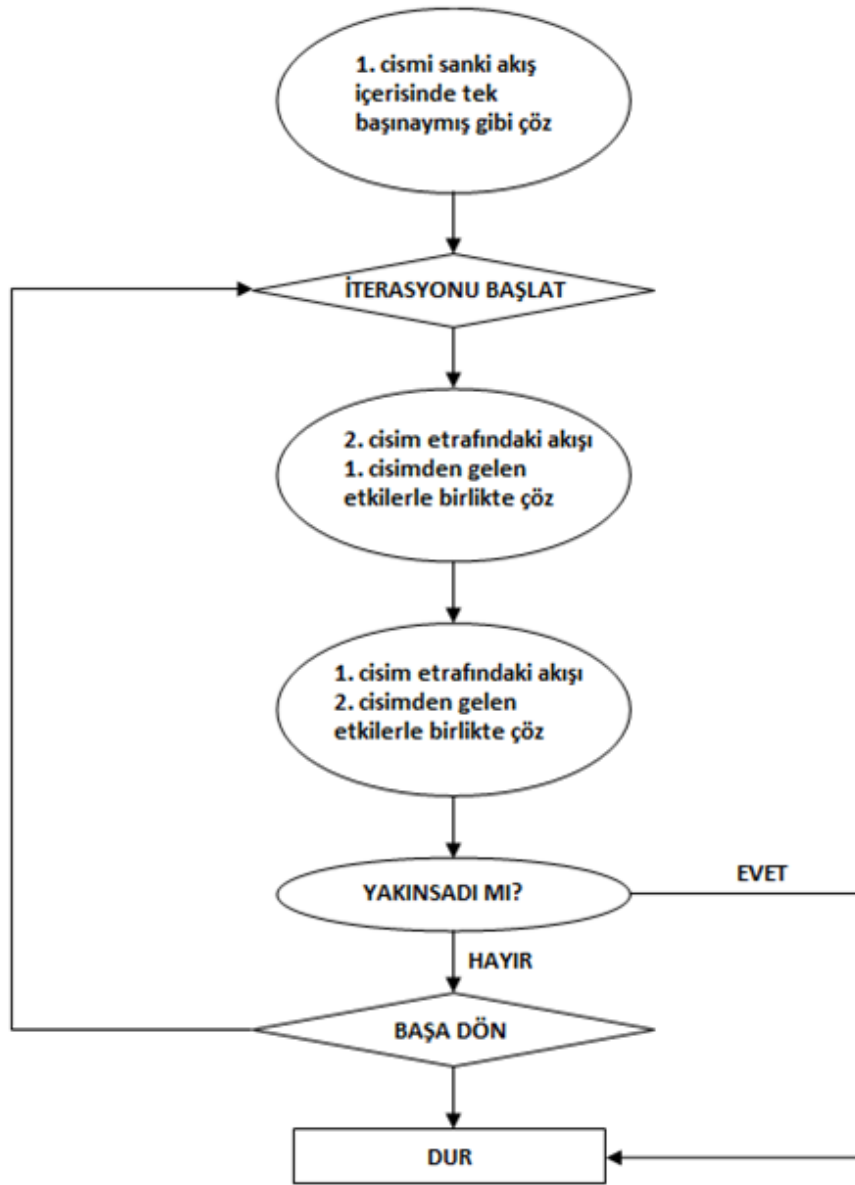 1. cismi sanki akış
içerisinde tek
başınaymış gibi çöz
İTERASYONU BAŞLAT
2. cisim etrafındaki akışı
1. cisimden gelen
etkilerle birlikte çöz
1. cisim etrafındaki akışı
2. cisimden gelen
etkilerle birlikte çöz
YAKINSADI MI?
EVET
HAYIR
BAŞA DÖN
DUR